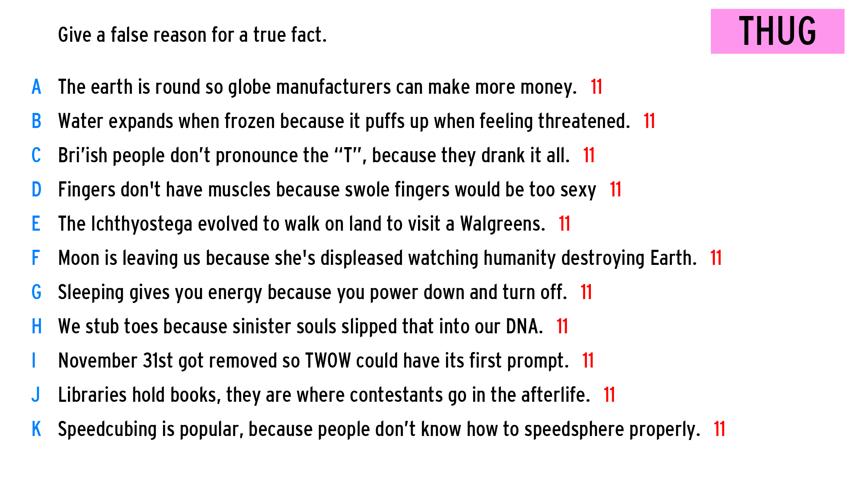 Give a false reason for a true fact.
THUG
A The earth is round so globe manufacturers can make more money. 11
B Water expands when frozen because it puffs up when feeling threatened. 11
C Bri’ish people don’t pronounce the “T”, because they drank it all. 11
D Fingers don't have muscles because swole fingers would be too sexy 11
E The Ichthyostega evolved to walk on land to visit a Walgreens. 11
F Moon is leaving us because she's displeased watching humanity destroying Earth. 11
G Sleeping gives you energy because you power down and turn off. 11
H We stub toes because sinister souls slipped that into our DNA. 11
I November 31st got removed so TWOW could have its first prompt. 11
J Libraries hold books, they are where contestants go in the afterlife. 11
K Speedcubing is popular, because people don’t know how to speedsphere properly. 11